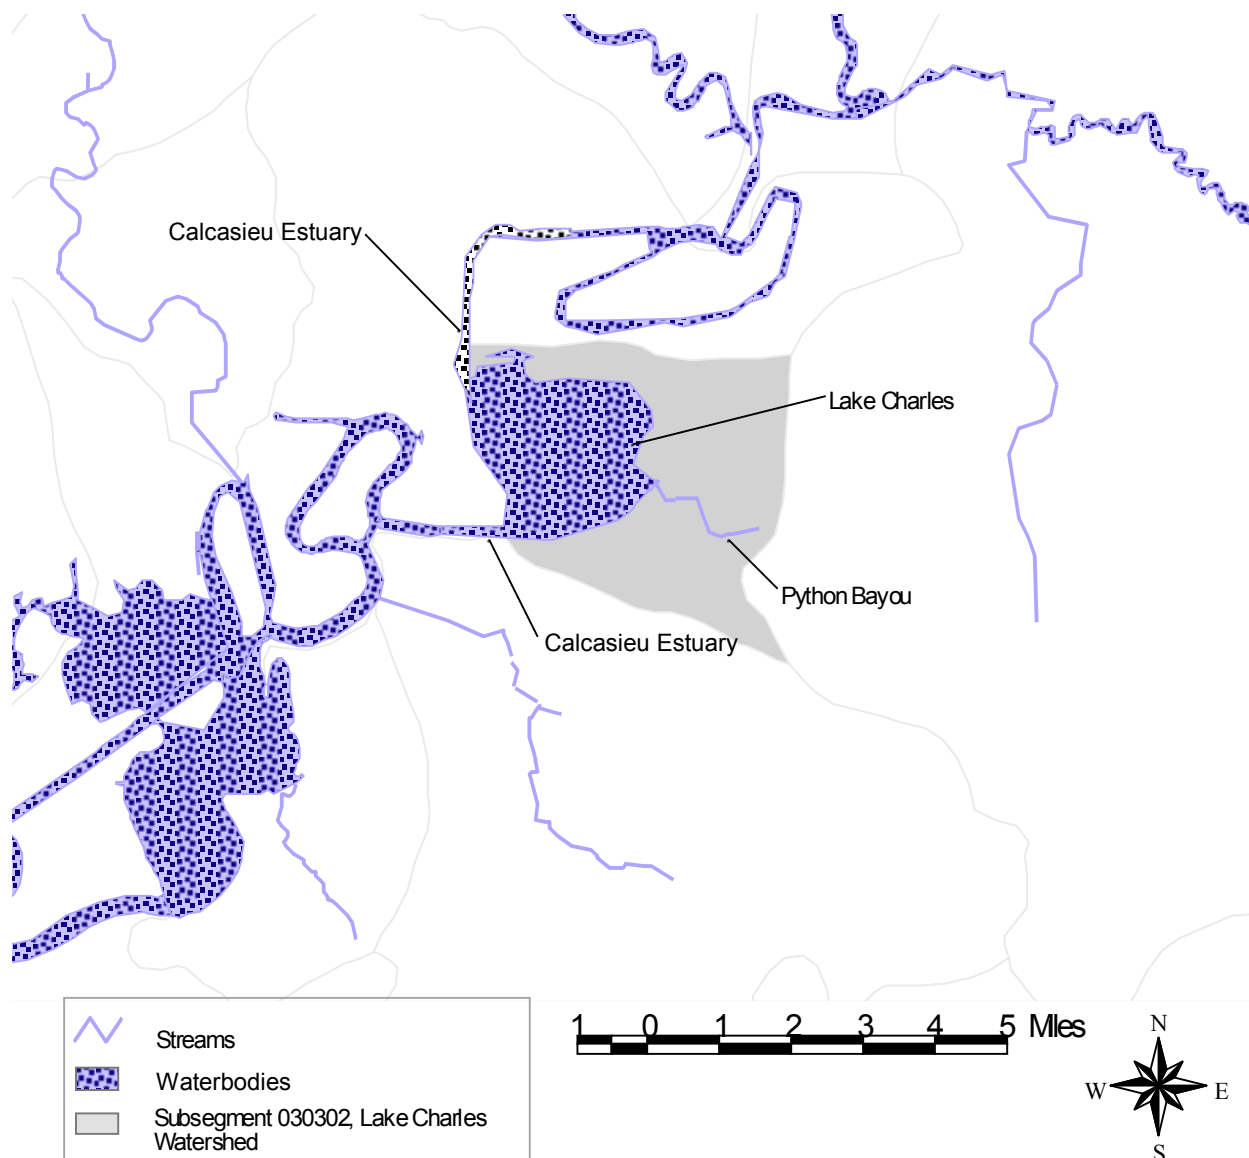 Calcasieu Estuary
Lake Charles
Python Bayou
Calcasieu Estuary
Streams
Waterbodies
Subsegment 030302, Lake Charles
Watershed
1 0 1 2 3 4 5 Miles
N
W E
S